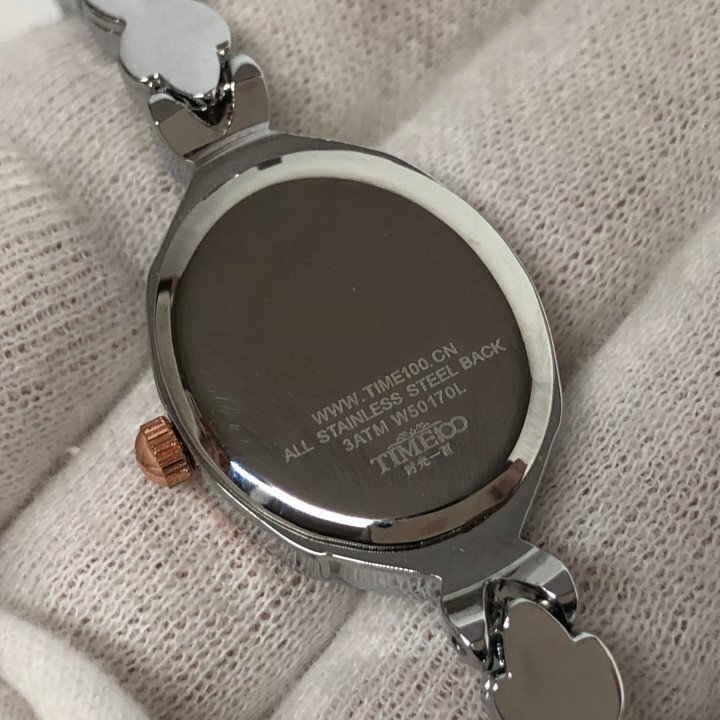 WWW.TIME100.CN
ALL STAINLESS STEEL BACK
3ATM W50170L
TIME100
时光一百